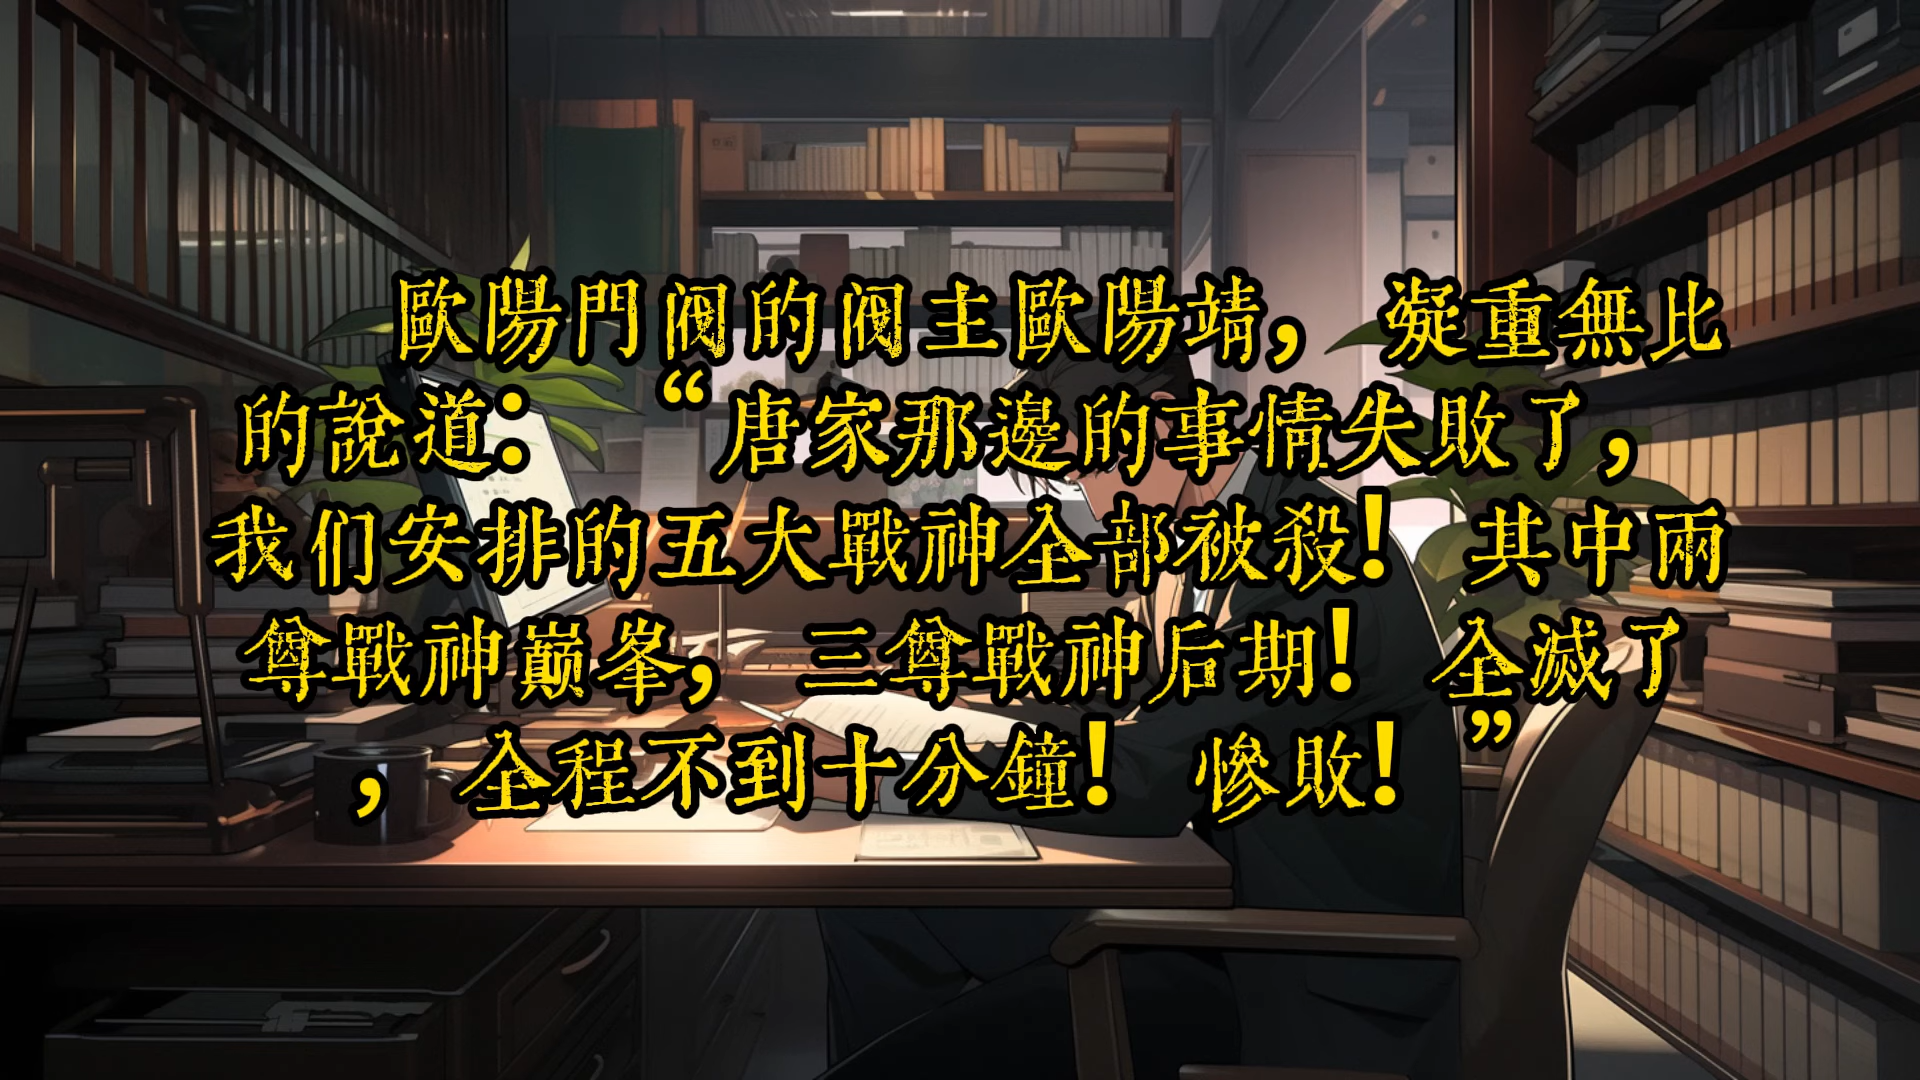 歐陽門阀的阀主歐陽靖，凝重無比
的說道：“唐家那邊的事情失敗了，
我们安排的五大戰神全部被殺！其中兩
尊戰神巅峯，三尊戰神后期！全滅了
，全程不到十分鐘！慘敗！”